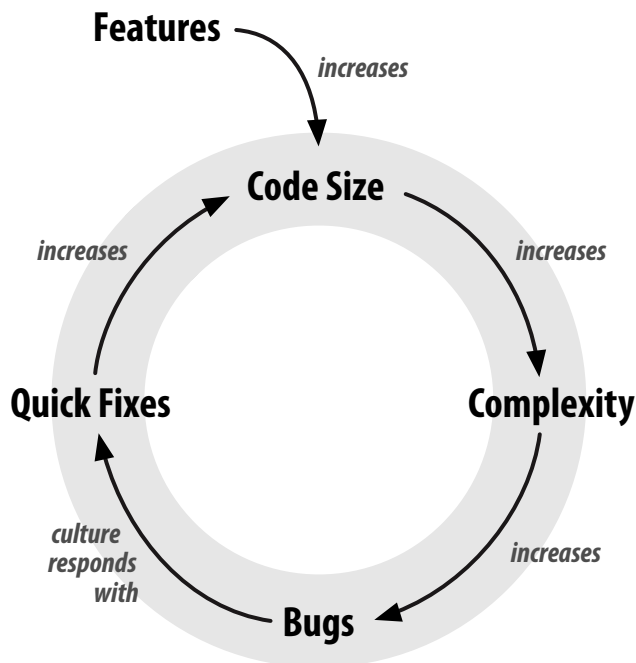 Features
increases
Code Size
increases
increases
Quick Fixes
Complexity
culture
responds
with
increases
Bugs